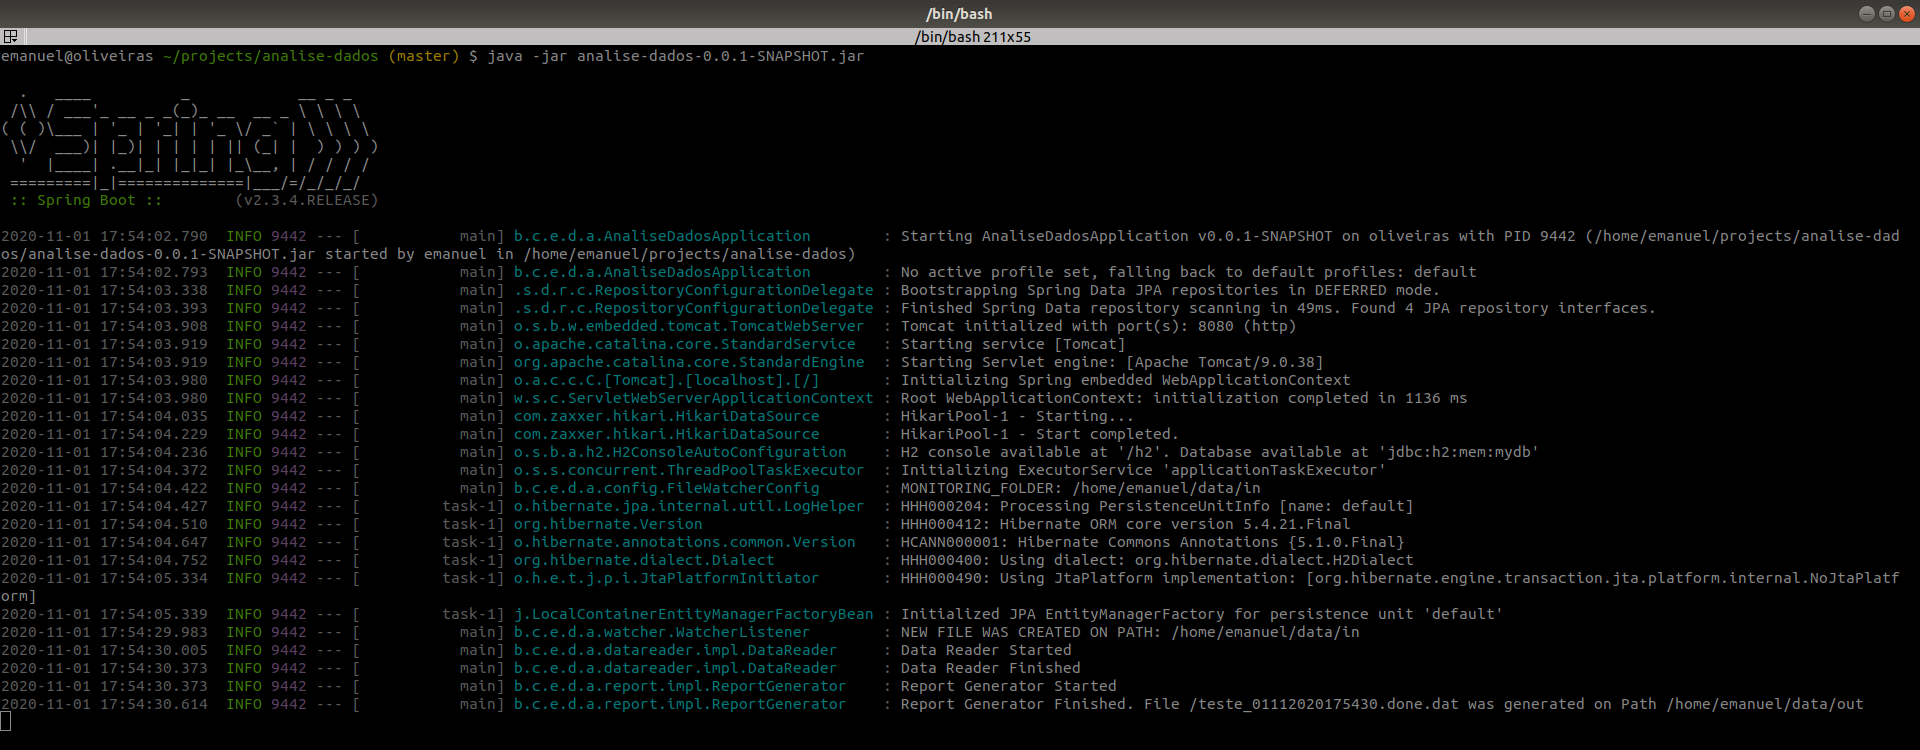 /bin/bash
/bin/bash 211x55
emanuel@oliveiras ~/projects/analise-dados (master) $ java -jar analise-dados-0.0.1-SNAPSHOT.jar
  .   ____          _            __ _ _
 /\\ / ___'_ __ _ _(_)_ __  __ _ \ \ \ \
( ( )\___ | '_ | '_| | '_ \/ _` | \ \ \ \
 \\/  ___)| |_)| | | | | || (_| |  ) ) ) )
  '  |____| .__|_| |_|_| |_\__, | / / / /
 =========|_|==============|___/=/_/_/_/
 :: Spring Boot ::        (v2.3.4.RELEASE)
2020-11-01 17:54:02.790  INFO 9442 --- [           main] b.c.e.d.a.AnaliseDadosApplication        : Starting AnaliseDadosApplication v0.0.1-SNAPSHOT on oliveiras with PID 9442 (/home/emanuel/projects/analise-dad
os/analise-dados-0.0.1-SNAPSHOT.jar started by emanuel in /home/emanuel/projects/analise-dados)
2020-11-01 17:54:02.793  INFO 9442 --- [           main] b.c.e.d.a.AnaliseDadosApplication        : No active profile set, falling back to default profiles: default
2020-11-01 17:54:03.338  INFO 9442 --- [           main] .s.d.r.c.RepositoryConfigurationDelegate : Bootstrapping Spring Data JPA repositories in DEFERRED mode.
2020-11-01 17:54:03.393  INFO 9442 --- [           main] .s.d.r.c.RepositoryConfigurationDelegate : Finished Spring Data repository scanning in 49ms. Found 4 JPA repository interfaces.
2020-11-01 17:54:03.908  INFO 9442 --- [           main] o.s.b.w.embedded.tomcat.TomcatWebServer  : Tomcat initialized with port(s): 8080 (http)
2020-11-01 17:54:03.919  INFO 9442 --- [           main] o.apache.catalina.core.StandardService   : Starting service [Tomcat]
2020-11-01 17:54:03.919  INFO 9442 --- [           main] org.apache.catalina.core.StandardEngine  : Starting Servlet engine: [Apache Tomcat/9.0.38]
2020-11-01 17:54:03.980  INFO 9442 --- [           main] o.a.c.c.C.[Tomcat].[localhost].[/]       : Initializing Spring embedded WebApplicationContext
2020-11-01 17:54:03.980  INFO 9442 --- [           main] w.s.c.ServletWebServerApplicationContext : Root WebApplicationContext: initialization completed in 1136 ms
2020-11-01 17:54:04.035  INFO 9442 --- [           main] com.zaxxer.hikari.HikariDataSource       : HikariPool-1 - Starting...
2020-11-01 17:54:04.229  INFO 9442 --- [           main] com.zaxxer.hikari.HikariDataSource       : HikariPool-1 - Start completed.
2020-11-01 17:54:04.236  INFO 9442 --- [           main] o.s.b.a.h2.H2ConsoleAutoConfiguration    : H2 console available at '/h2'. Database available at 'jdbc:h2:mem:mydb'
2020-11-01 17:54:04.372  INFO 9442 --- [           main] o.s.s.concurrent.ThreadPoolTaskExecutor  : Initializing ExecutorService 'applicationTaskExecutor'
2020-11-01 17:54:04.422  INFO 9442 --- [           main] b.c.e.d.a.config.FileWatcherConfig       : MONITORING_FOLDER: /home/emanuel/data/in
2020-11-01 17:54:04.427  INFO 9442 --- [         task-1] o.hibernate.jpa.internal.util.LogHelper  : HHH000204: Processing PersistenceUnitInfo [name: default]
2020-11-01 17:54:04.510  INFO 9442 --- [         task-1] org.hibernate.Version                    : HHH000412: Hibernate ORM core version 5.4.21.Final
2020-11-01 17:54:04.647  INFO 9442 --- [         task-1] o.hibernate.annotations.common.Version   : HCANN000001: Hibernate Commons Annotations {5.1.0.Final}
2020-11-01 17:54:04.752  INFO 9442 --- [         task-1] org.hibernate.dialect.Dialect            : HHH000400: Using dialect: org.hibernate.dialect.H2Dialect
2020-11-01 17:54:05.334  INFO 9442 --- [         task-1] o.h.e.t.j.p.i.JtaPlatformInitiator       : HHH000490: Using JtaPlatform implementation: [org.hibernate.engine.transaction.jta.platform.internal.NoJtaPlatf
orm]
2020-11-01 17:54:05.339  INFO 9442 --- [         task-1] j.LocalContainerEntityManagerFactoryBean : Initialized JPA EntityManagerFactory for persistence unit 'default'
2020-11-01 17:54:29.983  INFO 9442 --- [           main] b.c.e.d.a.watcher.WatcherListener        : NEW FILE WAS CREATED ON PATH: /home/emanuel/data/in
2020-11-01 17:54:30.005  INFO 9442 --- [           main] b.c.e.d.a.datareader.impl.DataReader     : Data Reader Started
2020-11-01 17:54:30.373  INFO 9442 --- [           main] b.c.e.d.a.datareader.impl.DataReader     : Data Reader Finished
2020-11-01 17:54:30.373  INFO 9442 --- [           main] b.c.e.d.a.report.impl.ReportGenerator    : Report Generator Started
2020-11-01 17:54:30.614  INFO 9442 --- [           main] b.c.e.d.a.report.impl.ReportGenerator    : Report Generator Finished. File /teste_01112020175430.done.dat was generated on Path /home/emanuel/data/out